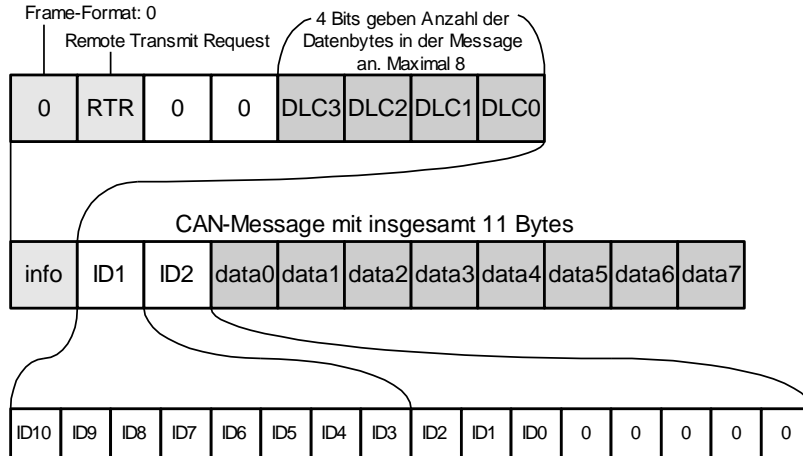 Frame-Format: 0
Remote Transmit Request
4 Bits geben Anzahl der
Datenbytes in der Message
an. Maximal 8
0 RTR 0 0 DLC3 DLC2 DLC1 DLC0
CAN-Message mit insgesamt 11 Bytes
info ID1 ID2 data0 data1 data2 data3 data4 data5 data6 data7
ID10 ID9 ID8 ID7 ID6 ID5 ID4 ID3 ID2 ID1 ID0 0 0 0 0 0